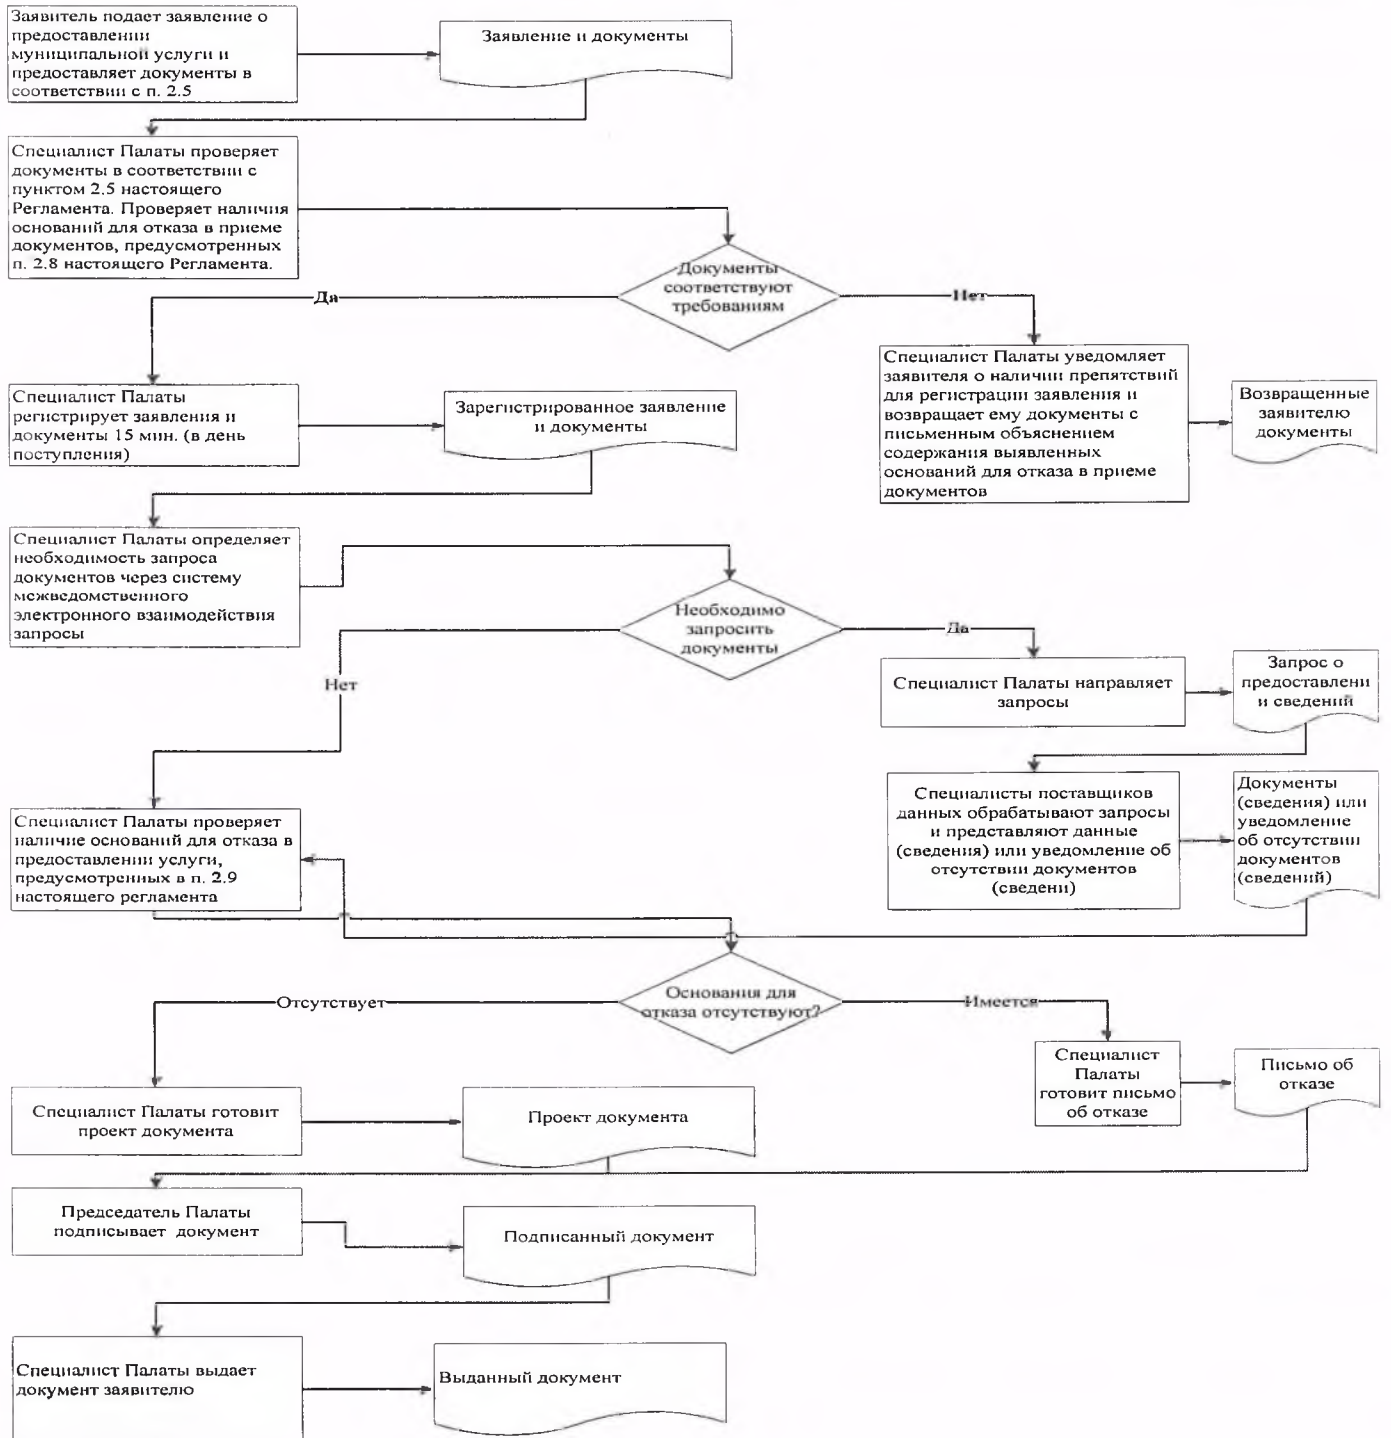 Заявитель подает заявление о
предоставлении
муниципальной услуги и
предоставляет документы в
соответствии с п. 2.5
Заявление и документы
Специалист Палаты проверяет
документы в соответствии с
пунктом 2.5 настоящего
Регламента. Проверяет наличия
оснований для отказа в приеме
документов, предусмотренных
п. 2.8 настоящего Регламента.
Документы
соответствуют
требованиям
Да
Нет
Специалист Палаты
регистрирует заявления и
документы 15 мин. (в день
поступления)
Зарегистрированное заявление
и документы
Специалист Палаты уведомляет
заявителя о наличии препятствий
для регистрации заявления и
возвращает ему документы с
письменным объяснением
содержания выявленных
оснований для отказа в приеме
документов
Возвращенные
заявителю
документы
Специалист Палаты определяет
необходимость запроса
документов через систему
межведомственного
электронного взаимодействия
запросы
Необходимо
запросить
документы
Да
Нет
Специалист Палаты направляет
запросы
Запрос о
предоставлени
и сведений
Специалисты поставщиков
данных обрабатывают запросы
и представляют данные
(сведения) или уведомление об
отсутствии документов
(сведени)
Документы
(сведения) или
уведомление
об отсутствии
документов
(сведений)
Специалист Палаты проверяет
наличие оснований для отказа в
предоставлении услуги,
предусмотренных в п. 2.9
настоящего регламента
Основания для
отказа отсутствуют?
Отсутствует
Имеется
Специалист
Палаты
готовит письмо
об отказе
Письмо об
отказе
Специалист Палаты готовит
проект документа
Проект документа
Председатель Палаты
подписывает документ
Подписанный документ
Специалист Палаты выдает
документ заявителю
Выданный документ